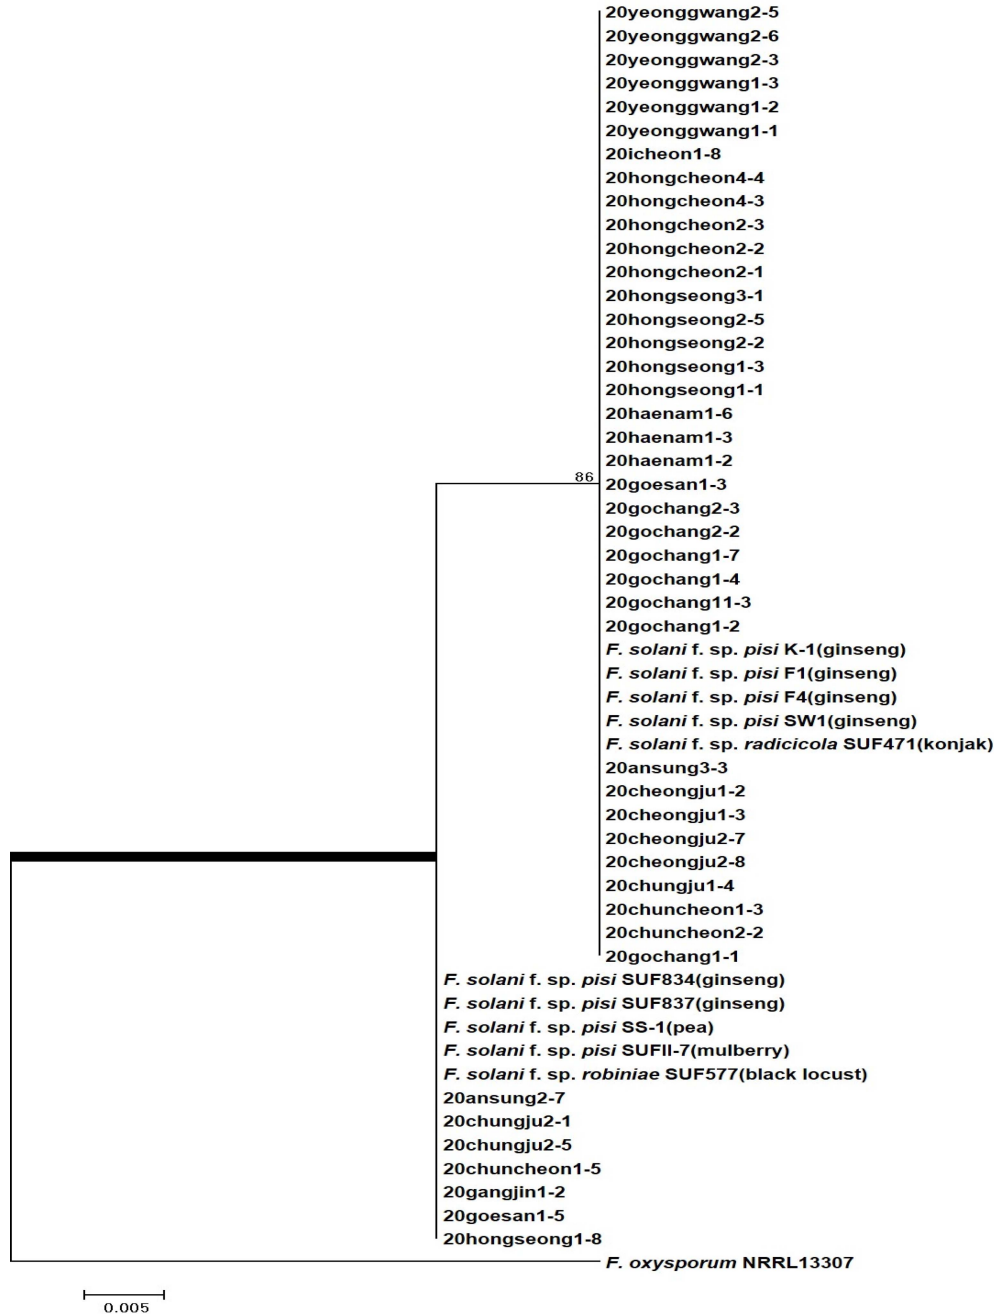 20yeonggwang2-5
20yeonggwang2-6
20yeonggwang2-3
20yeonggwang1-3
20yeonggwang1-2
20yeonggwang1-1
20icheon1-8
20hongcheon4-4
20hongcheon4-3
20hongcheon2-3
20hongcheon2-2
20hongcheon2-1
20hongseong3-1
20hongseong2-5
20hongseong2-2
20hongseong1-3
20hongseong1-1
20haenam1-6
20haenam1-3
20haenam1-2
86
20goesan1-3
20gochang2-3
20gochang2-2
20gochang1-7
20gochang1-4
20gochang11-3
20gochang1-2
F. solani f. sp. pisi K-1(ginseng)
F. solani f. sp. pisi F1(ginseng)
F. solani f. sp. pisi F4(ginseng)
F. solani f. sp. pisi SW1(ginseng)
F. solani f. sp. radicicola SUF471(konjak)
20ansung3-3
20cheongju1-2
20cheongju1-3
20cheongju2-7
20cheongju2-8
20chungju1-4
20chuncheon1-3
20chuncheon2-2
20gochang1-1
F. solani f. sp. pisi SUF834(ginseng)
F. solani f. sp. pisi SUF837(ginseng)
F. solani f. sp. pisi SS-1(pea)
F. solani f. sp. pisi SUFII-7(mulberry)
F. solani f. sp. robiniae SUF577(black locust)
20ansung2-7
20chungju2-1
20chungju2-5
20chuncheon1-5
20gangjin1-2
20goesan1-5
20hongseong1-8
F. oxysporum NRRL13307
0.005